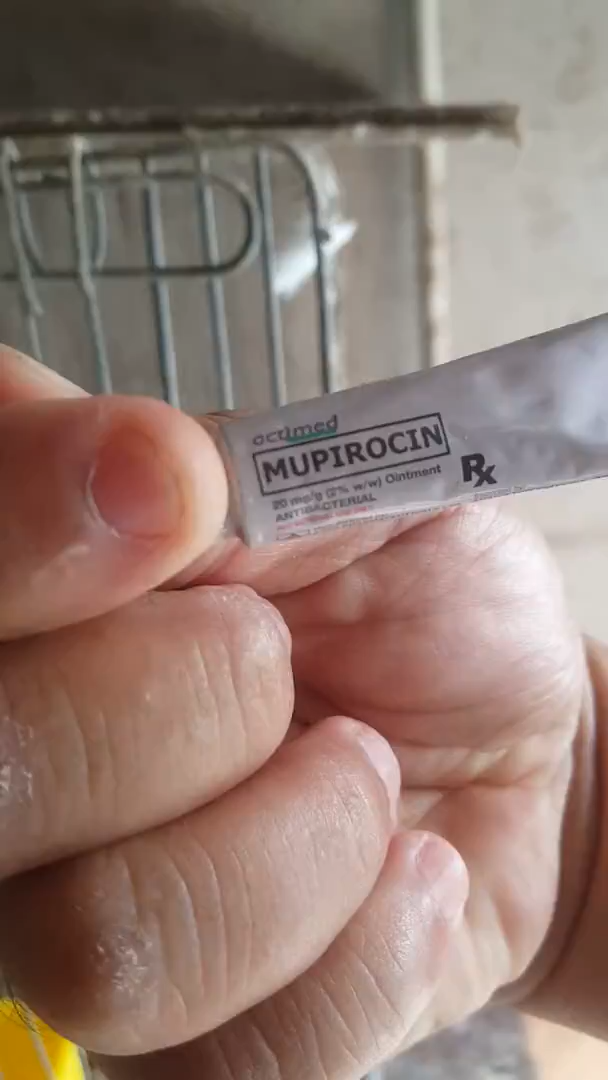 actimed
MUPIROCIN
20 mg/g (2% w/w) Ointment
ANTIBACTERIAL
Rx